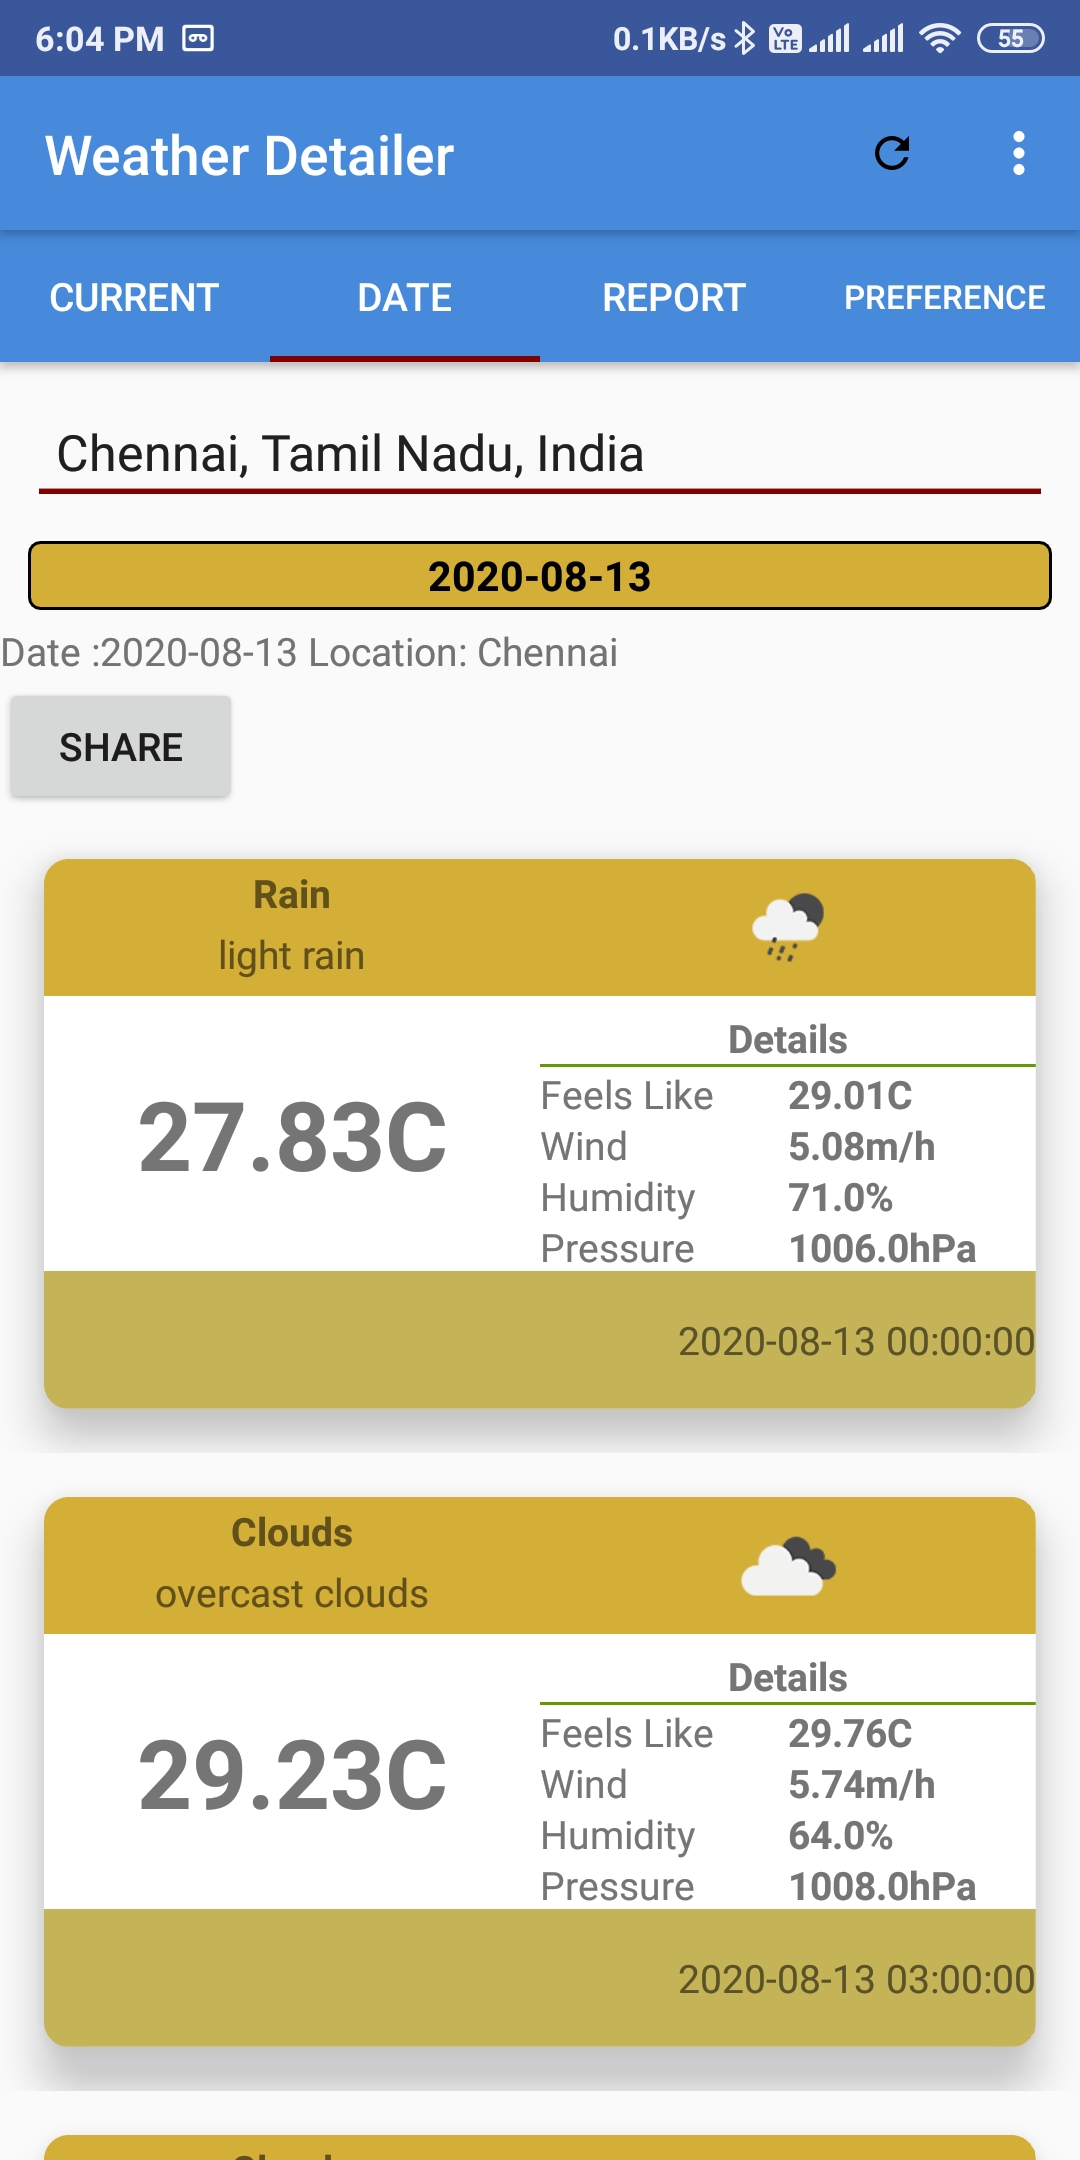 6:04 PM 0.1KB/s Vo LTE 55
Weather Detailer
CURRENT DATE REPORT PREFERENCE
Chennai, Tamil Nadu, India
2020-08-13
Date :2020-08-13 Location: Chennai
SHARE
Rain
light rain
Details
27.83C
Feels Like 29.01C
Wind 5.08m/h
Humidity 71.0%
Pressure 1006.0hPa
2020-08-13 00:00:00
Clouds
overcast clouds
Details
29.23C
Feels Like 29.76C
Wind 5.74m/h
Humidity 64.0%
Pressure 1008.0hPa
2020-08-13 03:00:00